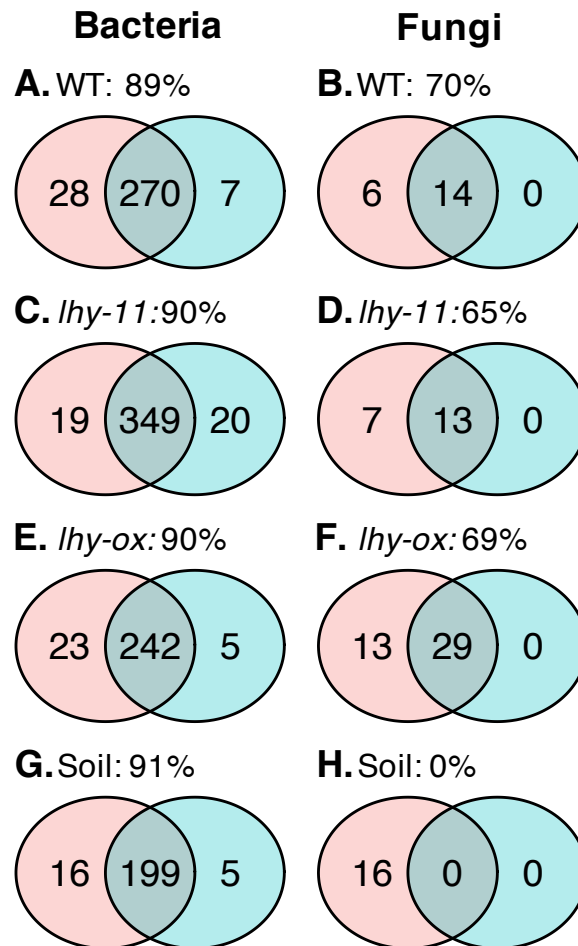 Bacteria Fungi
A. WT: 89% B. WT: 70%
28 270 7 6 14 0
C. lhy-11: 90% D. lhy-11: 65%
19 349 20 7 13 0
E. lhy-ox: 90% F. lhy-ox: 69%
23 242 5 13 29 0
G. Soil: 91% H. Soil: 0%
16 199 5 16 0 0